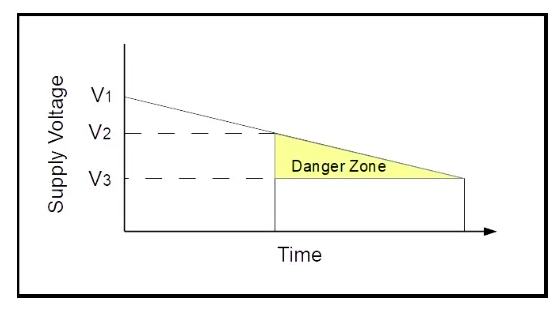 Supply Voltage
V1
V2
V3
Danger Zone
Time